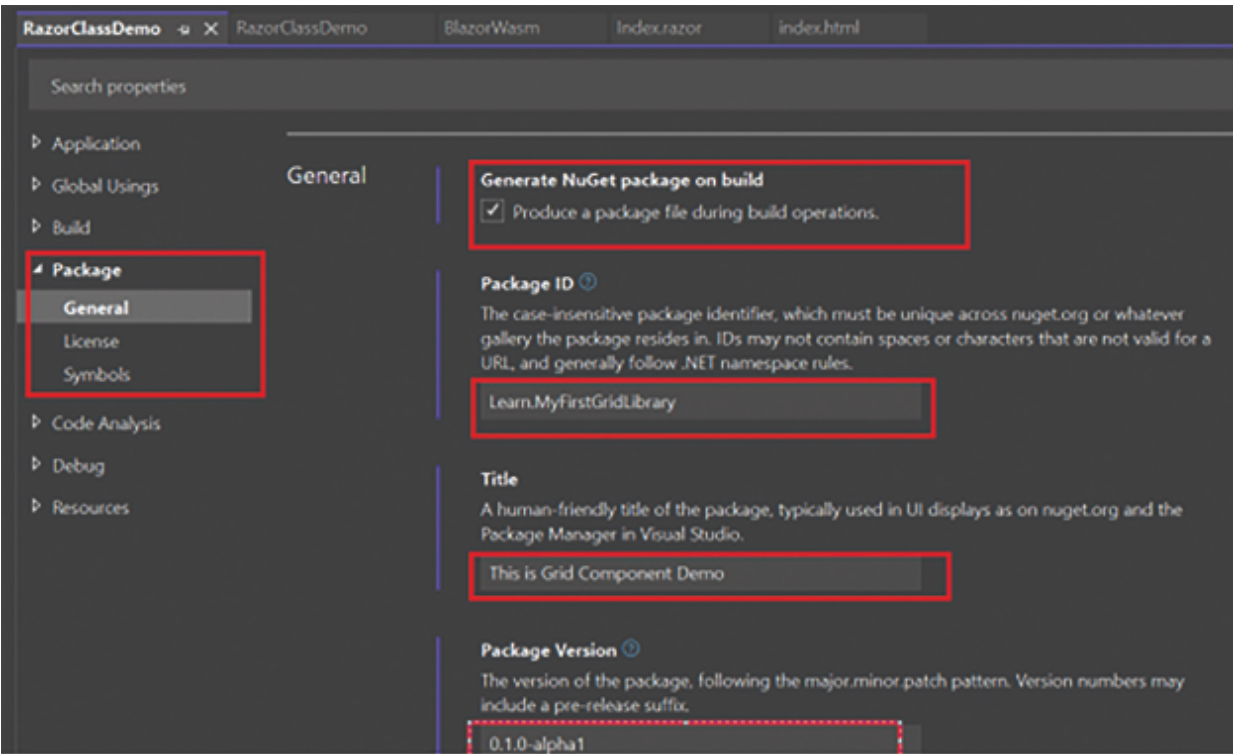 RazorClassDemo
RazorClassDemo
BlazorWasm
Index.razor
index.html
Search properties
Application
Global Usings
Build
Package
General
License
Symbols
Code Analysis
Debug
Resources
General
Generate NuGet package on build
Produce a package file during build operations.
Package ID
The case-insensitive package identifier, which must be unique across nuget.org or whatever
gallery the package resides in. IDs may not contain spaces or characters that are not valid for a
URL, and generally follow .NET namespace rules.
Learn.MyFirstGridLibrary
Title
A human-friendly title of the package, typically used in UI displays as on nuget.org and the
Package Manager in Visual Studio.
This is Grid Component Demo
Package Version
The version of the package, following the major.minor.patch pattern. Version numbers may
include a pre-release suffix.
0.1.0-alpha1